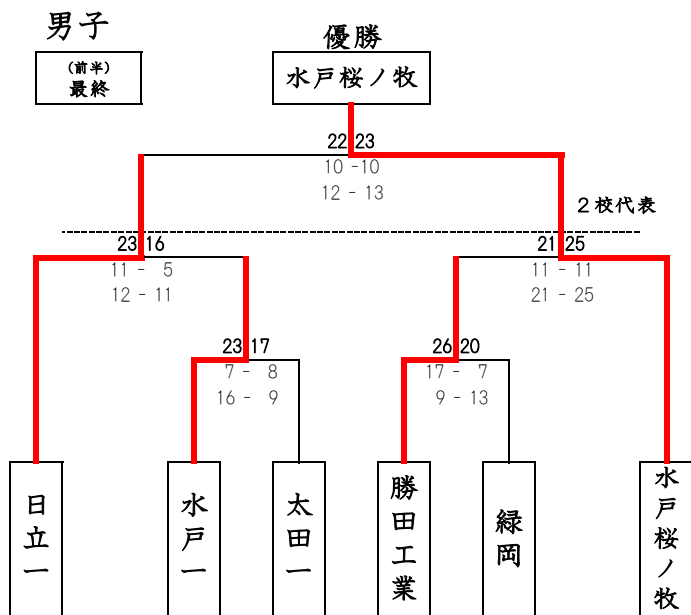 男子
優勝
(前半)
最終
水戸桜ノ牧
22 23
10 - 10
12 - 13
2校代表
23 16
11 - 5
12 - 11
21 25
11 - 11
21 - 25
23 17
7 - 8
16 - 9
26 20
17 - 7
9 - 13
日立一
水戸一
太田一
勝田工業
緑岡
水戸桜ノ牧